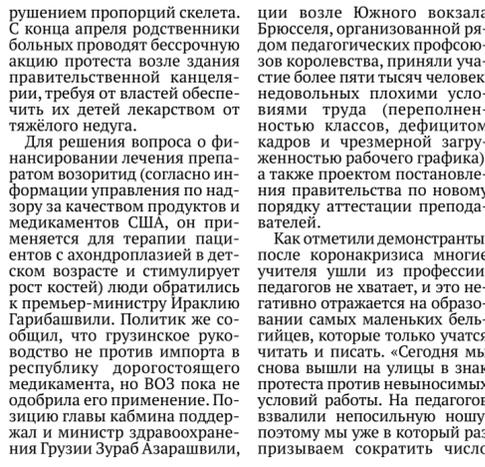 рушением пропорций скелета.
С конца апреля родственники
больных проводят бессрочную
акцию протеста возле здания
правительственной канцеля-
рии, требуя от властей обеспе-
чить их детей лекарством от
тяжёлого недуга.
Для решения вопроса о фи-
нансировании лечения препа-
ратом возоритид (согласно ин-
формации управления по над-
зору за качеством продуктов и
медикаментов США, он при-
меняется для терапии паци-
ентов с ахондроплазией в дет-
ском возрасте и стимулирует
рост костей) люди обратились
к премьер-министру Ираклию
Гарибашвили. Политик же со-
общил, что грузинское руко-
водство не против импорта в
республику дорогостоящего
медикамента, но ВОЗ пока не
одобрила его применение. По-
зицию главы кабмина поддер-
жал и министр здравоохране-
ния Грузии Зураб Азарашвили,
ции возле Южного вокзала
Брюсселя, организованной ря-
дом педагогических профсою-
зов королевства, приняли уча-
стие более пяти тысяч человек,
недовольных плохими усло-
виями труда (переполнен-
ностью классов, дефицитом
кадров и чрезмерной загру-
женностью рабочего графика),
а также проектом постановле-
ния правительства по новому
порядку аттестации препода-
вателей.
Как отметили демонстранты,
после коронакризиса многие
учителя ушли из профессии,
педагогов не хватает, и это не-
гативно отражается на образо-
вании самых маленьких бель-
гийцев, которые только учатся
читать и писать. «Сегодня мы
снова вышли на улицы в знак
протеста против невыносимых
условий работы. На педагогов
взвалили непосильную ношу,
поэтому мы уже в который раз
призываем сократить число